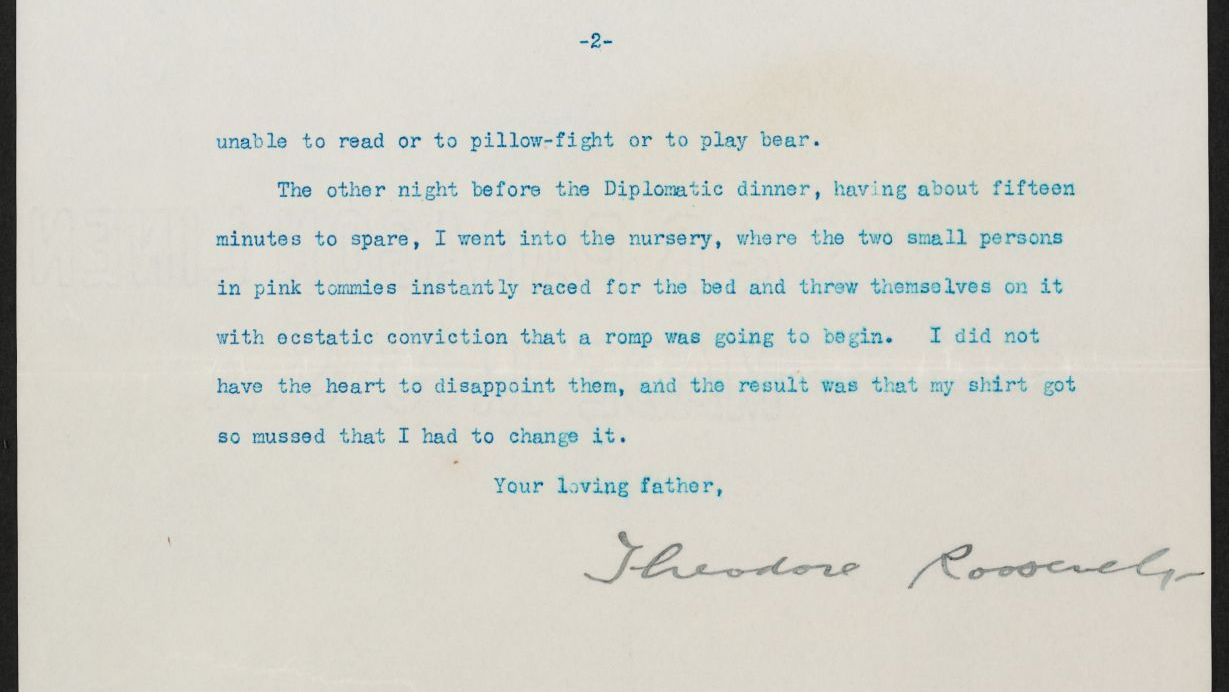 -2-
unable to read or to pillow-fight or to play bear.
The other night before the Diplomatic dinner, having about fifteen
minutes to spare, I went into the nursery, where the two small persons
in pink tommies instantly raced for the bed and threw themselves on it
with ecstatic conviction that a romp was going to begin. I did not
have the heart to disappoint them, and the result was that my shirt got
so mussed that I had to change it.
Your loving father,
Theodore Roosevelt